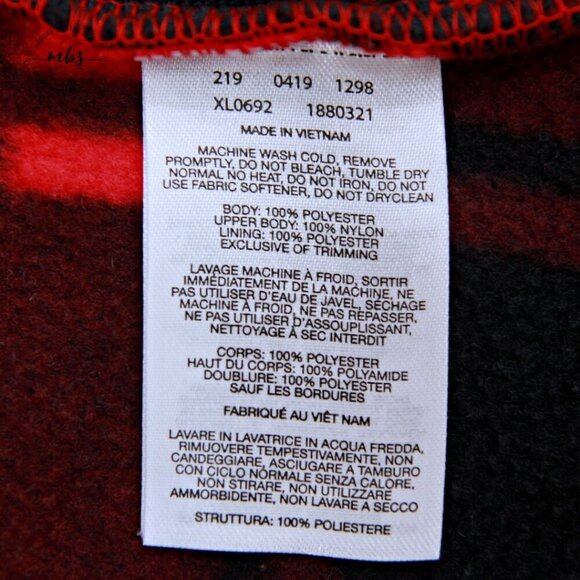 mbs
219 0419 1298
XL0692 1880321
MADE IN VIETNAM
MACHINE WASH COLD, REMOVE
PROMPTLY, DO NOT BLEACH, TUMBLE DRY
NORMAL NO HEAT, DO NOT IRON, DO NOT
USE FABRIC SOFTENER, DO NOT DRYCLEAN
BODY: 100% POLYESTER
UPPER BODY: 100% NYLON
LINING: 100% POLYESTER
EXCLUSIVE OF TRIMMING
LAVAGE MACHINE À FROID, SORTIR
IMMÉDIATEMENT DE LA MACHINE, NE
PAS UTILISER D'EAU DE JAVEL, SÉCHAGE
MACHINE À FROID, NE PAS REPASSER,
NE PAS UTILISER D'ASSOUPLISSANT,
NETTOYAGE À SEC INTERDIT
CORPS: 100% POLYESTER
HAUT DU CORPS: 100% POLYAMIDE
DOUBLURE: 100% POLYESTER
SAUF LES BORDURES
FABRIQUÉ AU VIÊT NAM
LAVARE IN LAVATRICE IN ACQUA FREDDA,
RIMUOVERE TEMPESTIVAMENTE, NON
CANDEGGIARE, ASCIUGARE A TAMBURO
CON CICLO NORMALE SENZA CALORE,
NON STIRARE, NON UTILIZZARE
AMMORBIDENTE, NON LAVARE A SECCO
STRUTTURA: 100% POLIESTERE